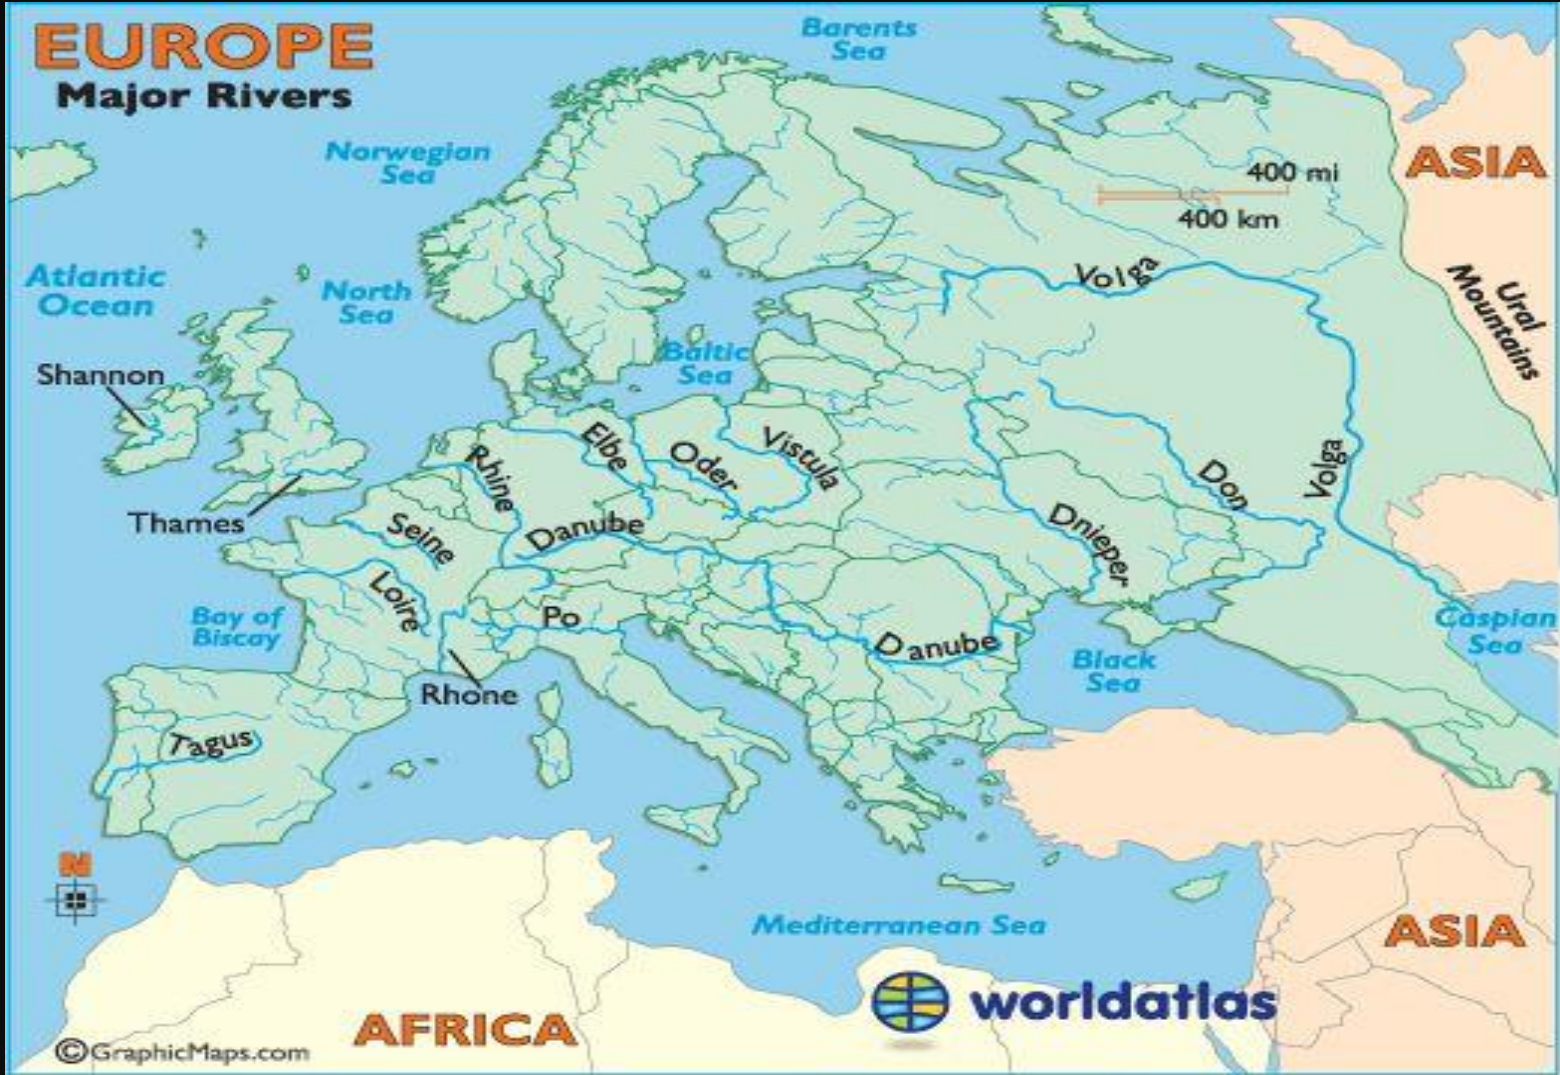 EUROPE
Major Rivers
Barents
Sea
Norwegian
Sea
ASIA
400 mi
400 km
Atlantic
Ocean
North
Sea
Volga
Ural
Mountains
Shannon
Baltic
Sea
Elbe
Rhine
Oder
Vistula
Don
Volga
Thames
Seine
Danube
Dnieper
Loire
Bay of
Biscay
Po
Danube
Caspian
Sea
Black
Sea
Rhone
Tagus
N
Mediterranean Sea
ASIA
AFRICA
worldatlas
©GraphicMaps.com